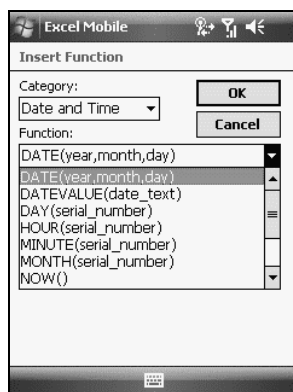 Excel Mobile
Insert Function
Category:
OK
Date and Time
Cancel
Function:
DATE(year,month,day)
DATE(year,month,day)
DATEVALUE(date_text)
DAY(serial_number)
HOUR(serial_number)
MINUTE(serial_number)
MONTH(serial_number)
NOW()